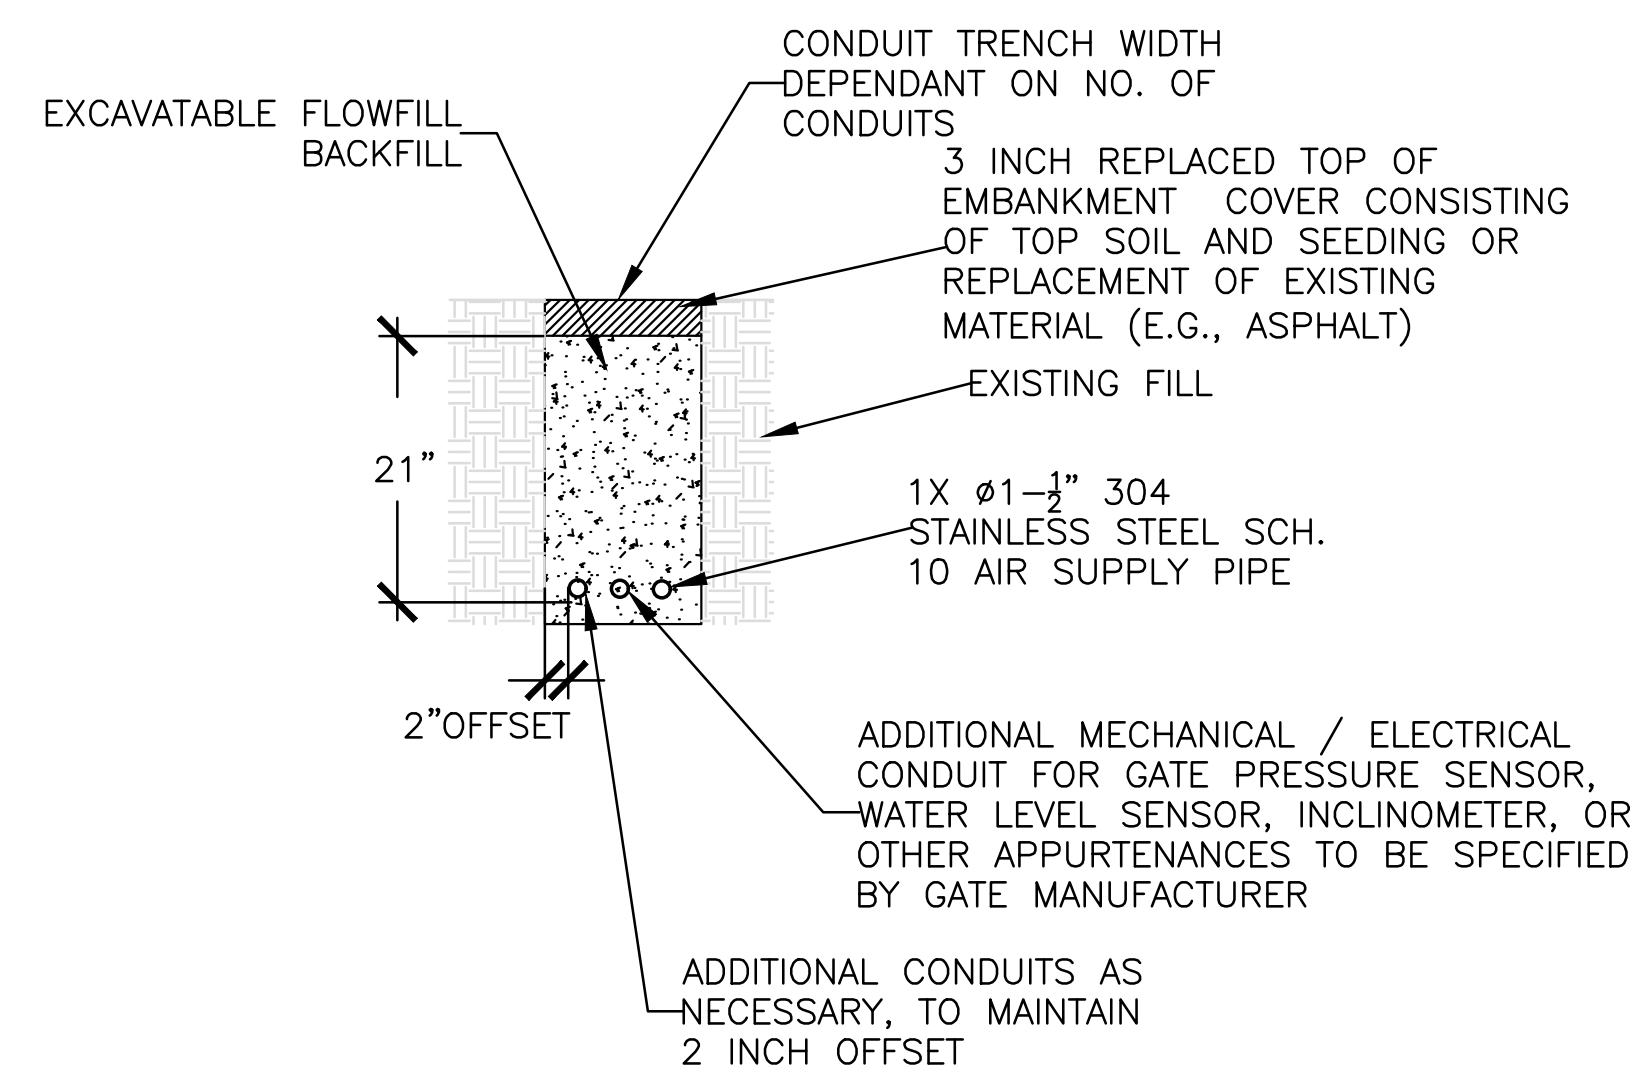 CONDUIT TRENCH WIDTH
DEPENDANT ON NO. OF
CONDUITS
EXCAVATABLE FLOWFILL
BACKFILL
3 INCH REPLACED TOP OF
EMBANKMENT COVER CONSISTING
OF TOP SOIL AND SEEDING OR
REPLACEMENT OF EXISTING
MATERIAL (E.G., ASPHALT)
EXISTING FILL
21”
1X ø1-½” 304
STAINLESS STEEL SCH.
10 AIR SUPPLY PIPE
2”OFFSET
ADDITIONAL MECHANICAL / ELECTRICAL
CONDUIT FOR GATE PRESSURE SENSOR,
WATER LEVEL SENSOR, INCLINOMETER, OR
OTHER APPURTENANCES TO BE SPECIFIED
BY GATE MANUFACTURER
ADDITIONAL CONDUITS AS
NECESSARY, TO MAINTAIN
2 INCH OFFSET